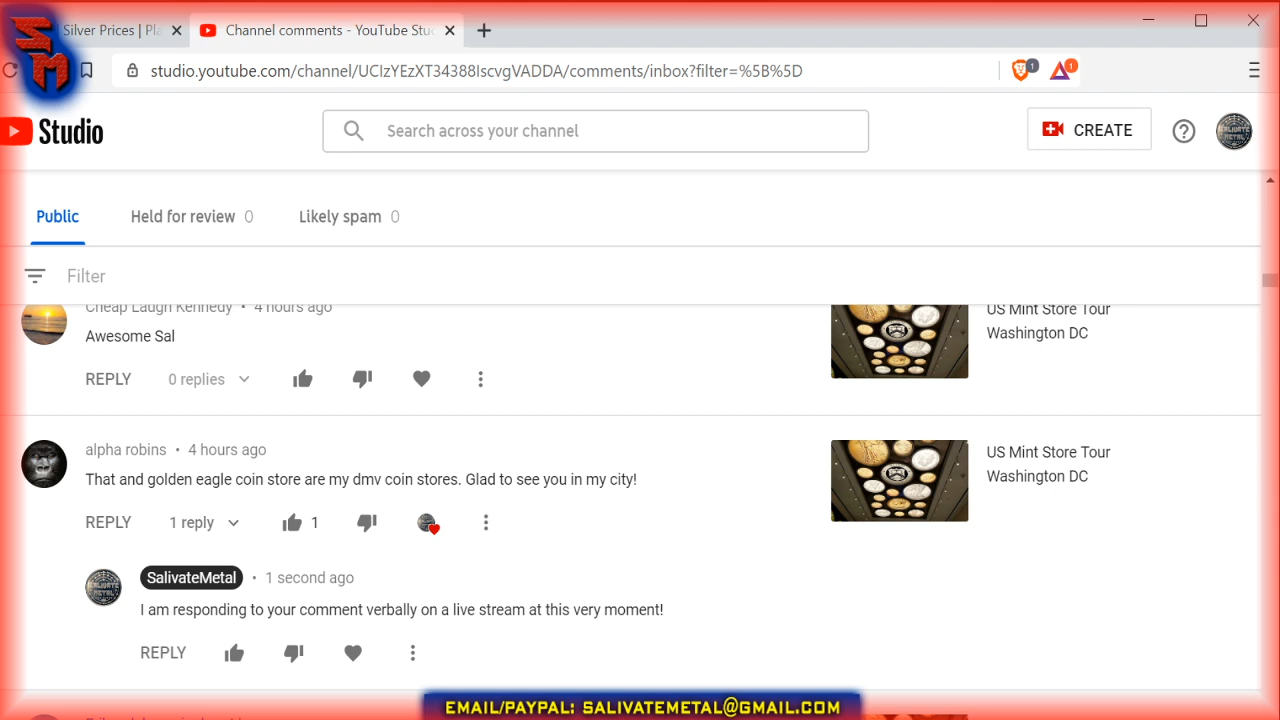 SM
Silver Prices | Pla
Channel comments - YouTube Stu
studio.youtube.com/channel/UCIzYEzXT34388IscvgVADDA/comments/inbox?filter=%5B%5D
1
1
Studio
Search across your channel
CREATE
Public
Held for review 0
Likely spam 0
Filter
Cheap Laugh Kennedy • 4 hours ago
Awesome Sal
REPLY
0 replies
US Mint Store Tour
Washington DC
alpha robins • 4 hours ago
That and golden eagle coin store are my dmv coin stores. Glad to see you in my city!
REPLY
1 reply
1
US Mint Store Tour
Washington DC
SalivateMetal • 1 second ago
I am responding to your comment verbally on a live stream at this very moment!
REPLY
EMAIL/PAYPAL: SALIVATEMETAL@GMAIL.COM